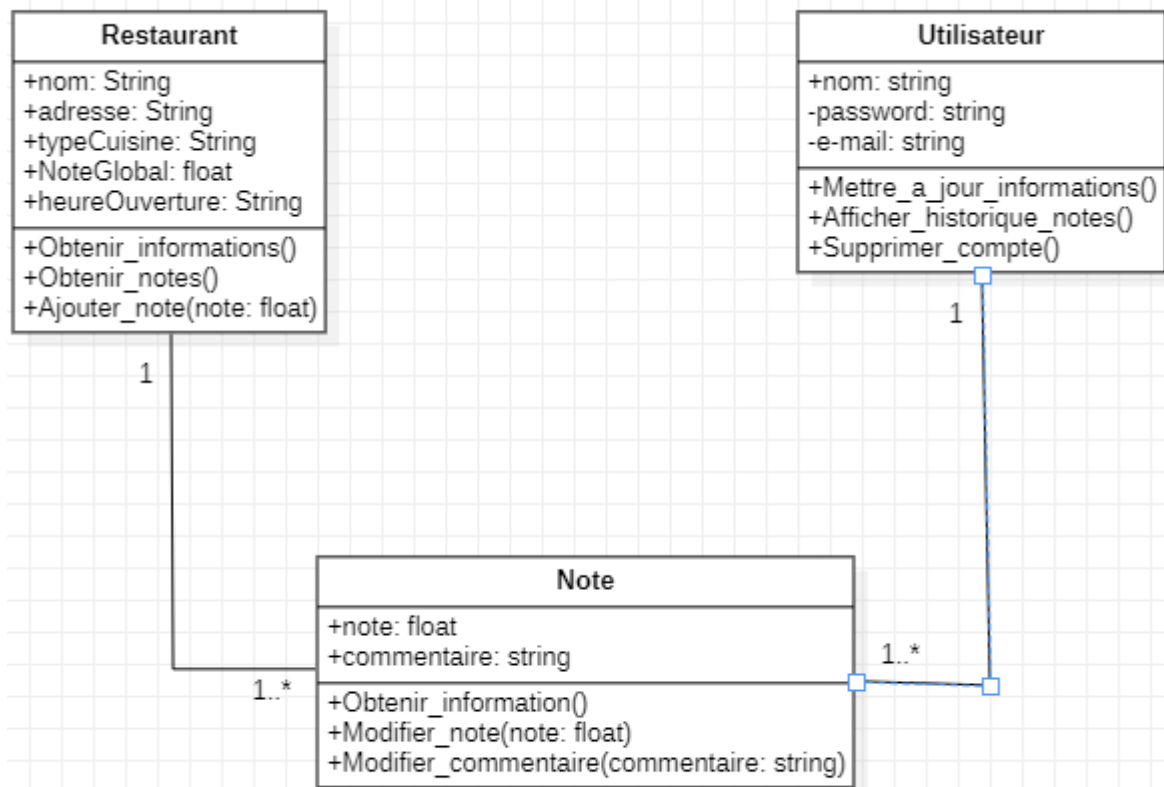 Restaurant
+nom: String
+adresse: String
+typeCuisine: String
+NoteGlobal: float
+heureOuverture: String
+Obtenir_informations()
+Obtenir_notes()
+Ajouter_note(note: float)
1
Utilisateur
+nom: string
-password: string
-e-mail: string
+Mettre_a_jour_informations()
+Afficher_historique_notes()
+Supprimer_compte()
1
1..*
Note
+note: float
+commentaire: string
+Obtenir_information()
+Modifier_note(note: float)
+Modifier_commentaire(commentaire: string)
1..*